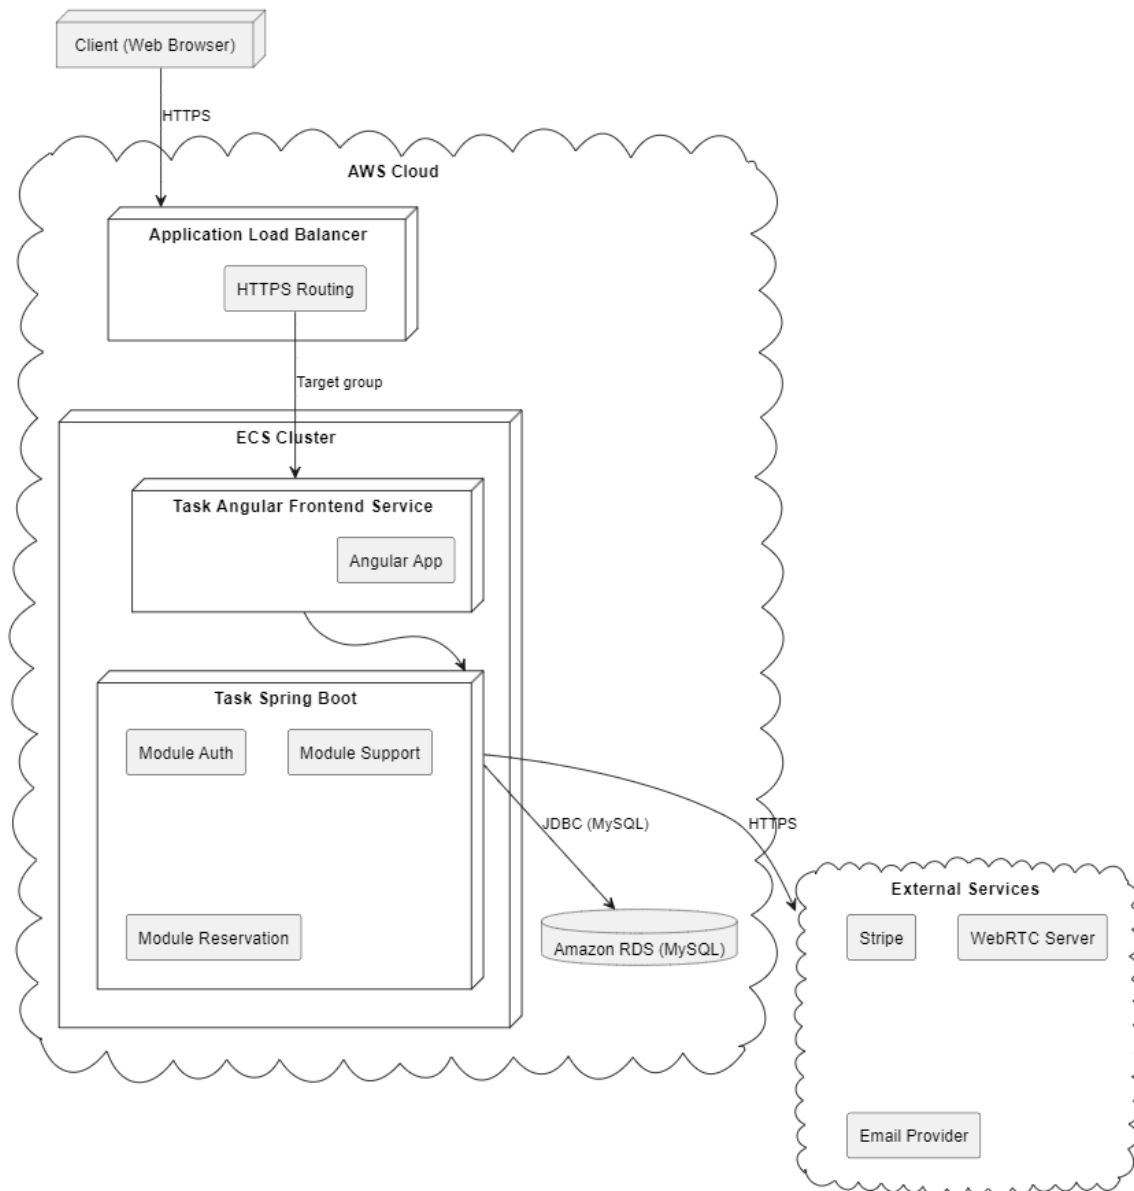 Client (Web Browser)
HTTPS
AWS Cloud
Application Load Balancer
HTTPS Routing
Target group
ECS Cluster
Task Angular Frontend Service
Angular App
Task Spring Boot
Module Auth
Module Support
JDBC (MySQL)
HTTPS
External Services
Stripe
WebRTC Server
Module Reservation
Amazon RDS (MySQL)
Email Provider